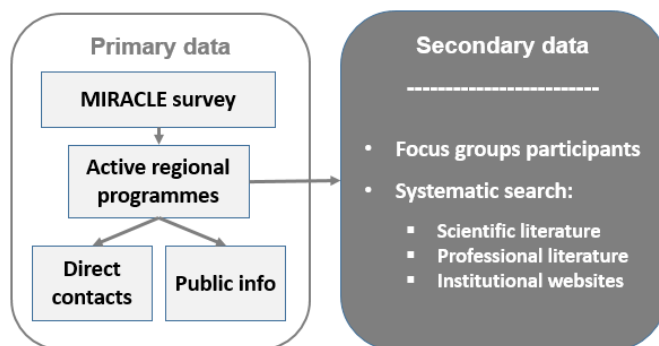 Primary data
MIRACLE survey
Active regional
programmes
Direct
contacts
Public info
Secondary data
-------------------------
• Focus groups participants
• Systematic search:
▪ Scientific literature
▪ Professional literature
▪ Institutional websites